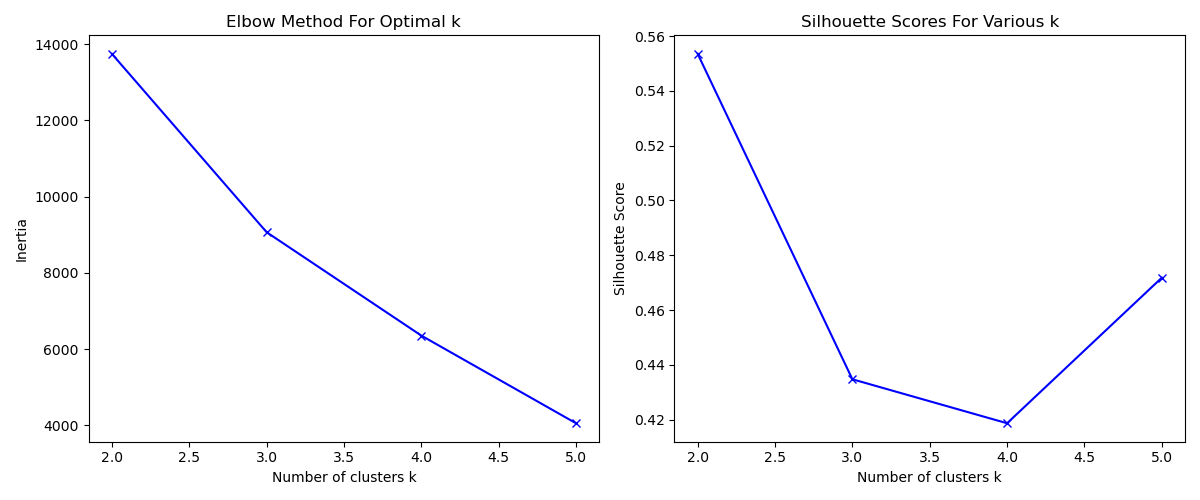 Elbow Method For Optimal k
14000
12000
10000
8000
6000
4000
Inertia
2.0 2.5 3.0 3.5 4.0 4.5 5.0
Number of clusters k
Silhouette Scores For Various k
0.56
0.54
0.52
0.50
0.48
0.46
0.44
0.42
Silhouette Score
2.0 2.5 3.0 3.5 4.0 4.5 5.0
Number of clusters k